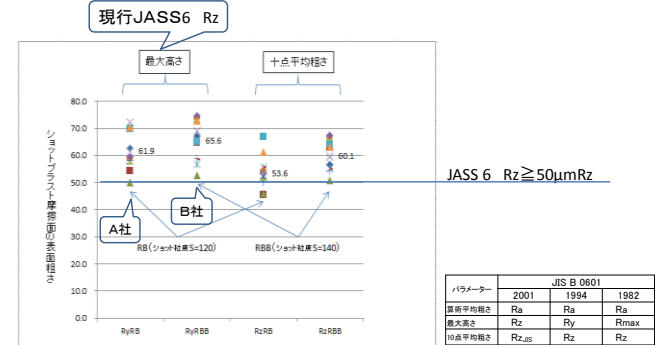 現行JASS6 Rz
最大高さ
十点平均粗さ
80.0
70.0
60.0
50.0
40.0
30.0
20.0
10.0
0.0
ショットブラスト摩擦面の表面粗さ
61.9
65.6
53.6
60.1
JASS 6 Rz≧50μmRz
A社
B社
RB(ショット粒度S=120)
RBB(ショット粒度S=140)
RyRB
RyRBB
RzRB
RzRBB
パラメーター JIS B 0601
2001 1994 1982
算術平均粗さ Ra Ra Ra
最大高さ Rz Ry Rmax
10点平均粗さ RzJIS Rz Rz